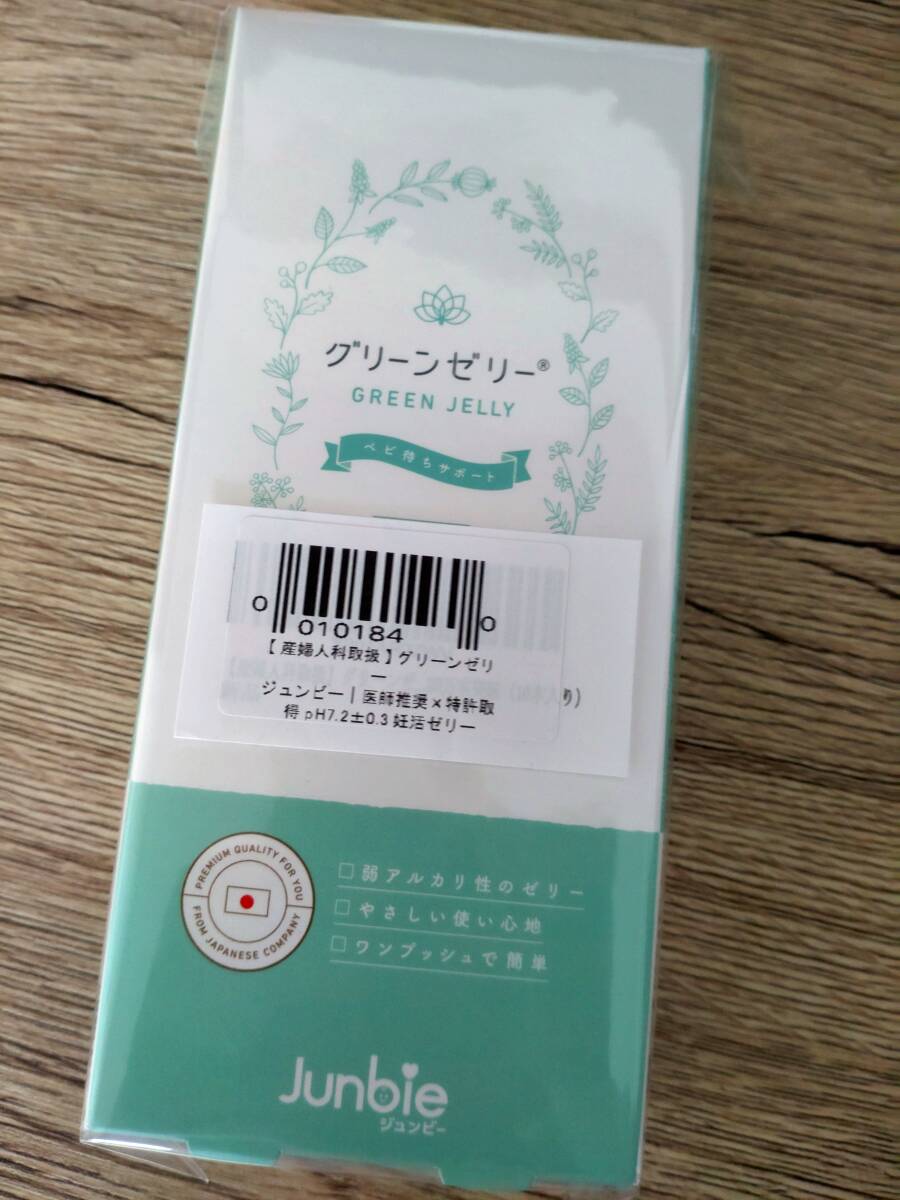 グリーンゼリー®
GREEN JELLY
ベビ待ちサポート
0 010184 0
【産婦人科取扱】グリーンゼリ
ー
ジュンビー | 医師推奨×特許取
得 pH7.2±0.3 妊活ゼリー
り）
PREMIUM QUALITY FOR YOU
FROM JAPANESE COMPANY
□ 弱アルカリ性のゼリー
□ やさしい使い心地
□ ワンプッシュで簡単
Junbie
ジュンビー